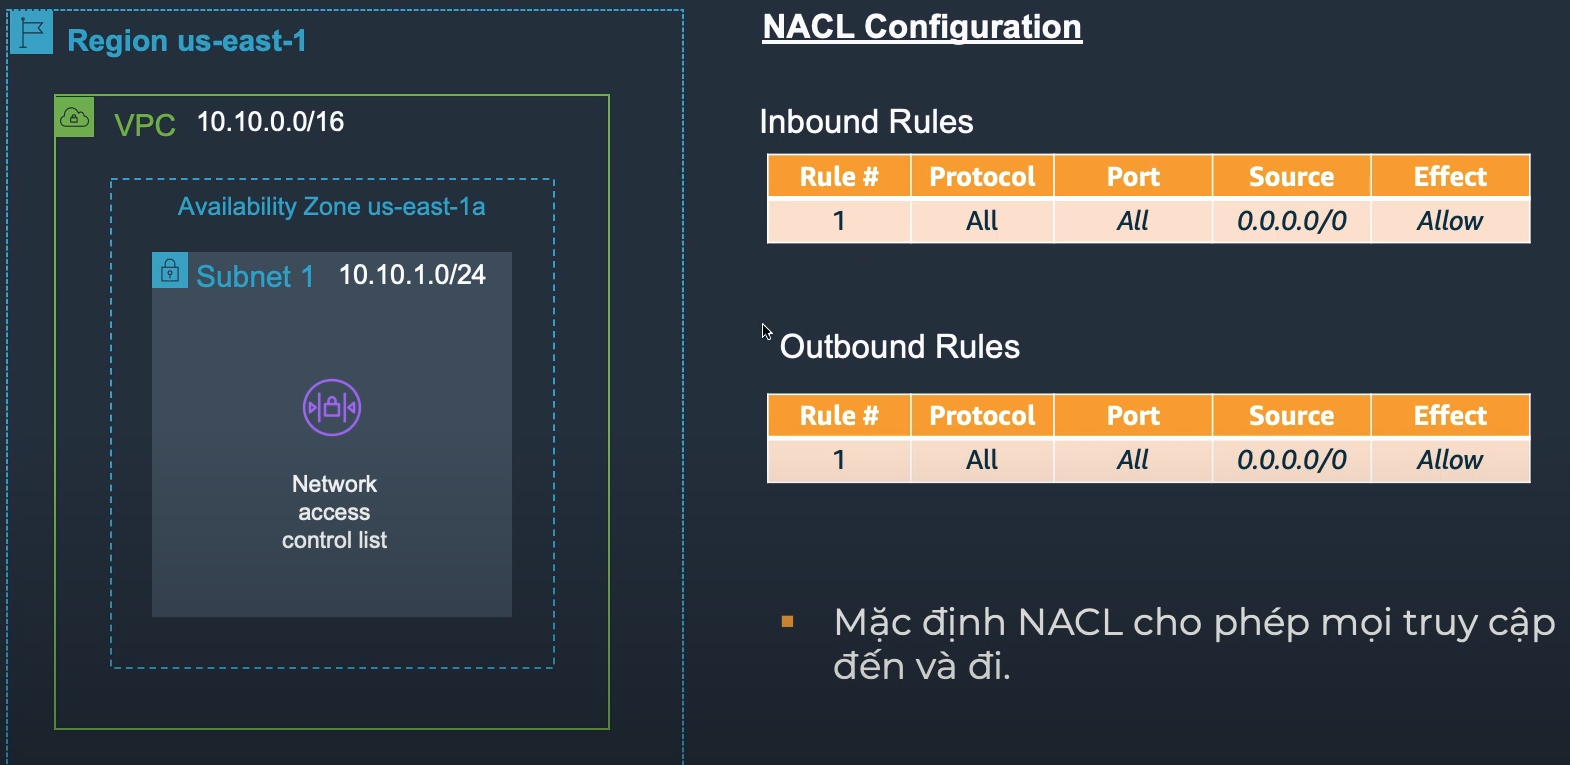 Region us-east-1
VPC 10.10.0.0/16
Availability Zone us-east-1a
Subnet 1 10.10.1.0/24
Network
access
control list
NACL Configuration
Inbound Rules
Rule # Protocol Port Source Effect
1 All All 0.0.0.0/0 Allow
Outbound Rules
Rule # Protocol Port Source Effect
1 All All 0.0.0.0/0 Allow
Mặc định NACL cho phép mọi truy cập
đến và đi.